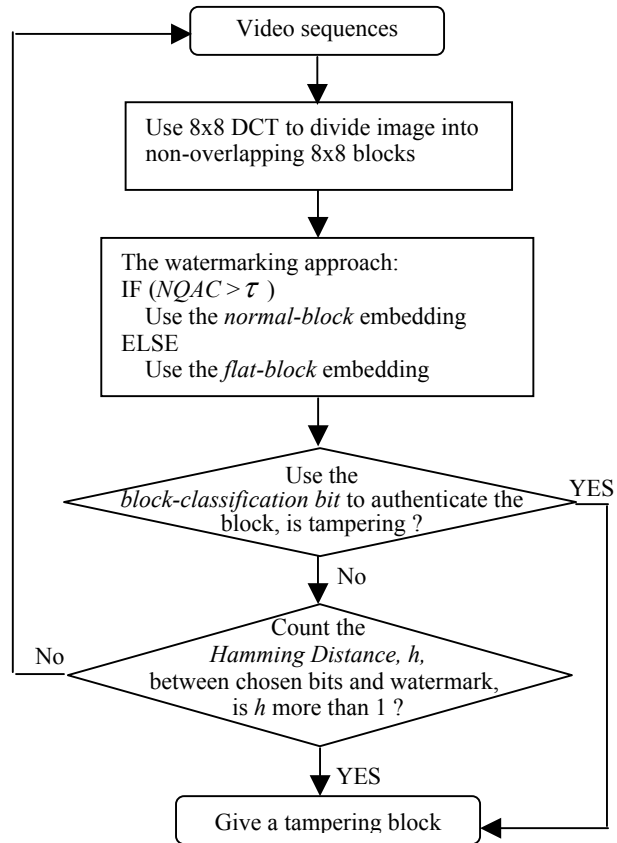 Video sequences
Use 8x8 DCT to divide image into
non-overlapping 8x8 blocks
The watermarking approach:
IF (NQAC > τ )
Use the normal-block embedding
ELSE
Use the flat-block embedding
Use the
block-classification bit to authenticate the
block, is tampering ?
YES
No
Count the
Hamming Distance, h,
between chosen bits and watermark,
is h more than 1 ?
No
YES
Give a tampering block